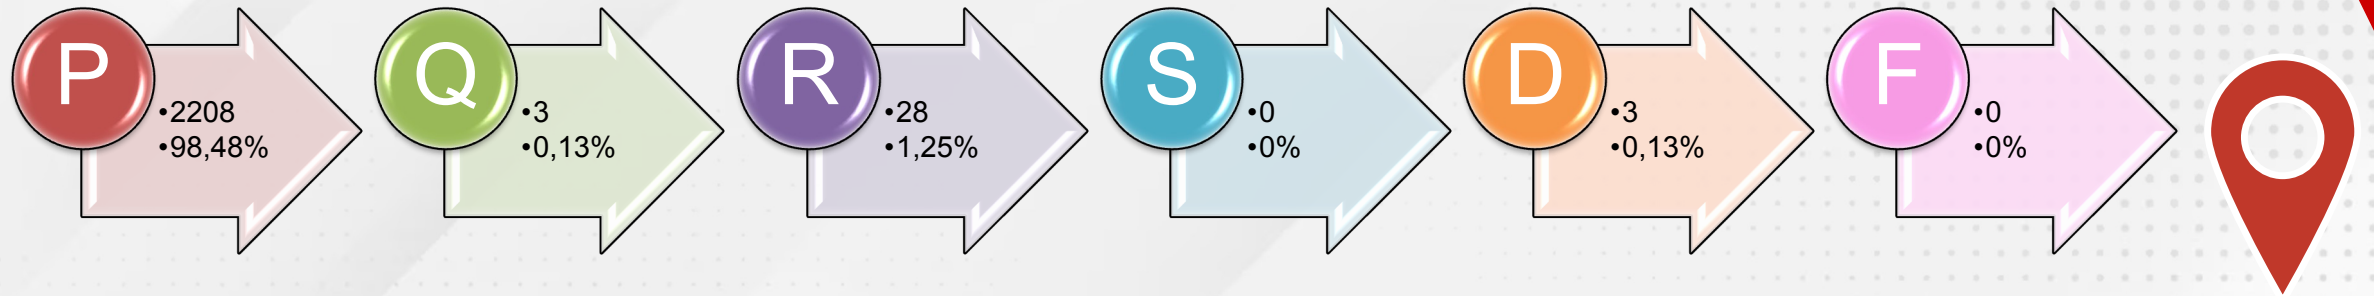 P
•2208
•98,48%
Q
•3
•0,13%
R
•28
•1,25%
S
•0
•0%
D
•3
•0,13%
F
•0
•0%